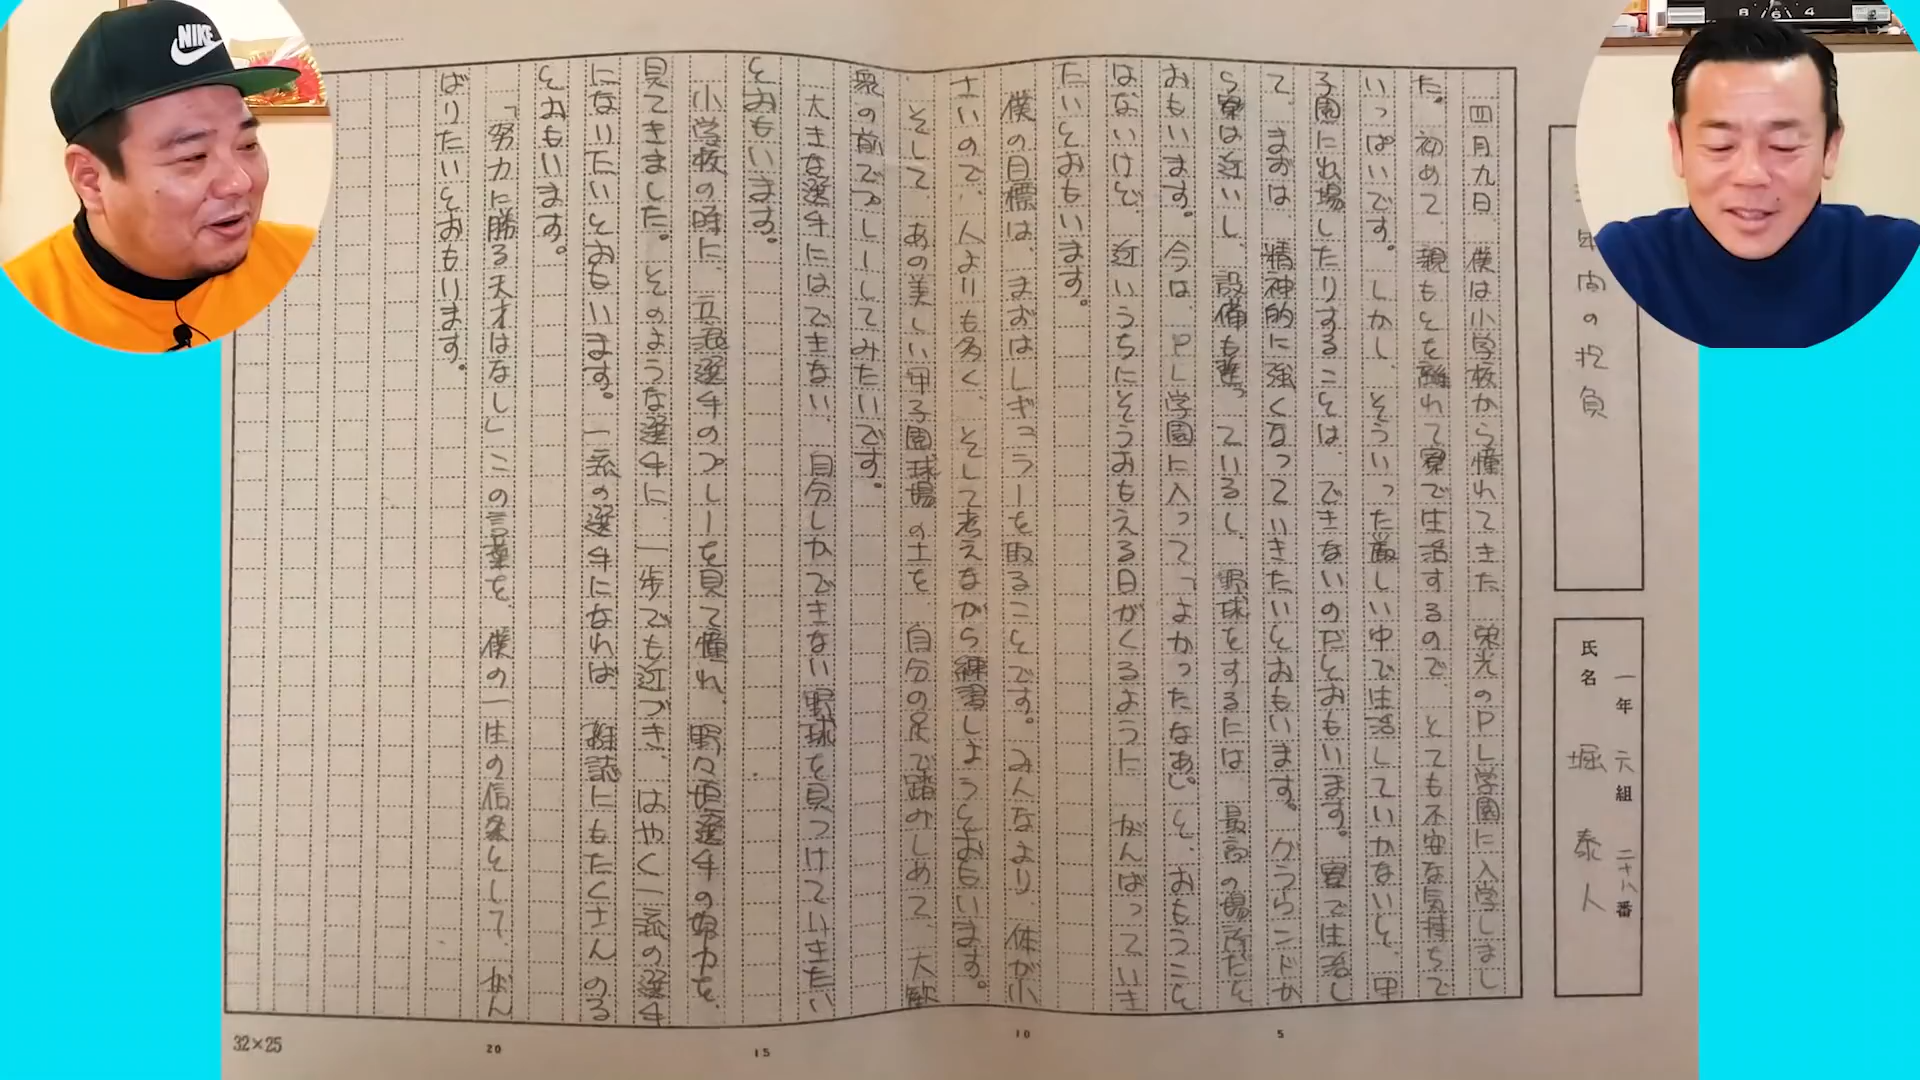 年間の抱負
一年 元組 二十八番
氏名 堀 泰人
四月九日、僕は小学校から憧れてきた、栄光のPL学園に入学しまし
た。初めて、親もとを離れて寮で生活するので、とても不安な気持ちで
いっぱいです。しかし、そういった厳しい中で生活していかないと、甲
子園に出場したりすることは、できないのだとおもいます。寮で生活し
て、まずは、精神的に強くなっていきたいとおもいます。グランドか
ら寮は近いし、設備も整っているし、野球をするには、最高の場所だと
おもいます。今は、PL学園に入って「よかったなあ。」と、おもうこと
はないけど、近いうちにそうおもえる日がくるように、がんばっていき
たいとおもいます。
僕の目標は、まずはレギュラーを取ることです。みんなより、体が小
さいので、人よりも多く、そして考えながら練習しようとおもいます。
そして、あの美しい甲子園球場の土を、自分の足で踏みしめて、大歓
衆の前でプレーしてみたいです。
大きな選手にはできない、自分しかできない野球を見つけていきたい
とおもいます。
小学校の時に、立浪選手のプレーを見て憧れ、野々垣選手の努力を、
見てきました。そのような選手に、一歩でも近づき、はやく一流の選手
になりたいとおもいます。一流の選手になれば、雑誌にもたくさんのる
とおもいます。
「努力に勝る天才はなし」この言葉を、僕の一生の信条として、がん
ばりたいとおもります。
5
10
15
20
32×25
NIKE
8 6 4